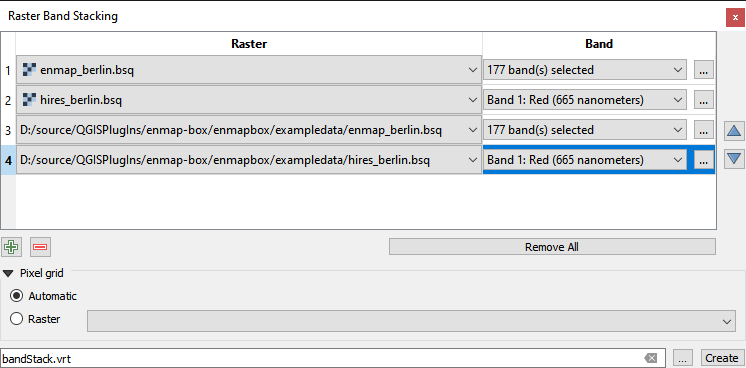 Raster Band Stacking
x
Raster Band
1 enmap_berlin.bsq 177 band(s) selected ...
2 hires_berlin.bsq Band 1: Red (665 nanometers) ...
3 D:/source/QGISPlugIns/enmap-box/enmapbox/exampledata/enmap_berlin.bsq 177 band(s) selected ...
4 D:/source/QGISPlugIns/enmap-box/enmapbox/exampledata/hires_berlin.bsq Band 1: Red (665 nanometers) ...
Remove All
Pixel grid
Automatic
Raster
bandStack.vrt ... Create